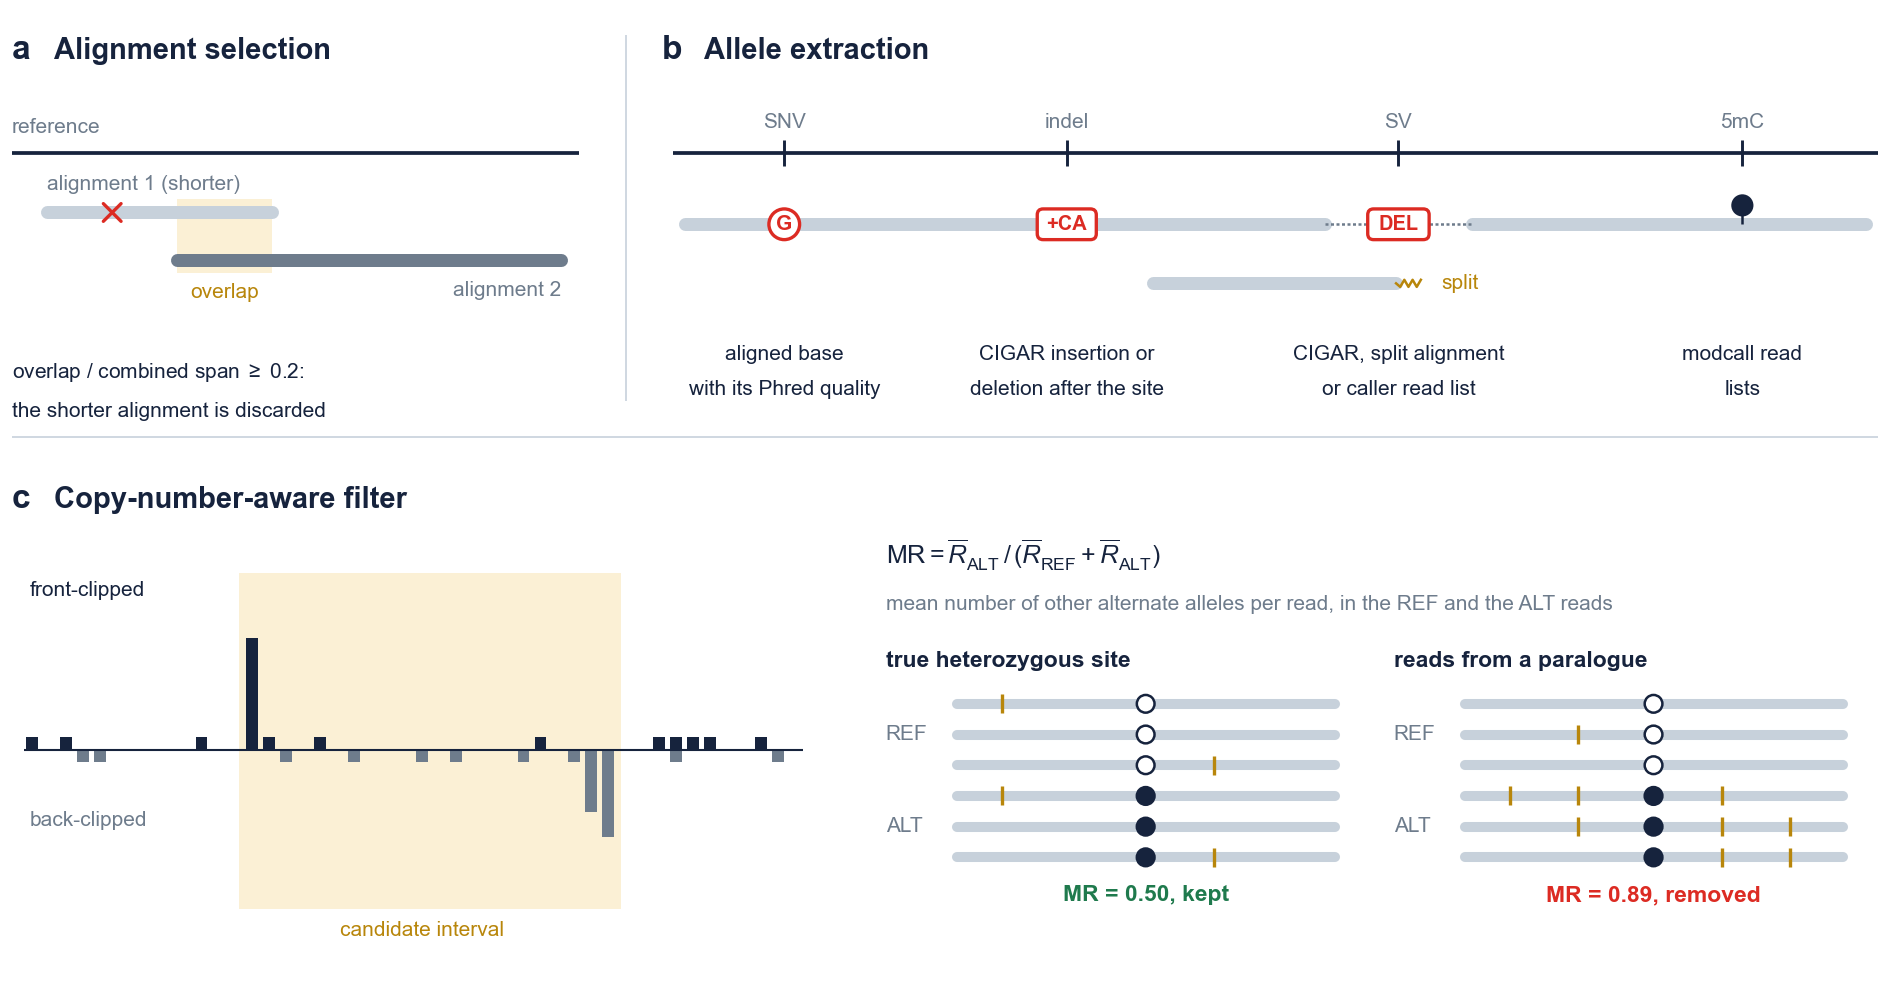 a Alignment selection
reference
alignment 1 (shorter)
overlap
alignment 2
overlap / combined span ≥ 0.2:
the shorter alignment is discarded
b Allele extraction
SNV indel SV 5mC
G +CA DEL
split
aligned base
with its Phred quality
CIGAR insertion or
deletion after the site
CIGAR, split alignment
or caller read list
modcall read
lists
c Copy-number-aware filter
front-clipped
back-clipped
candidate interval
MR = R̅ALT / (R̅REF + R̅ALT)
mean number of other alternate alleles per read, in the REF and the ALT reads
true heterozygous site
REF
ALT
MR = 0.50, kept
reads from a paralogue
REF
ALT
MR = 0.89, removed